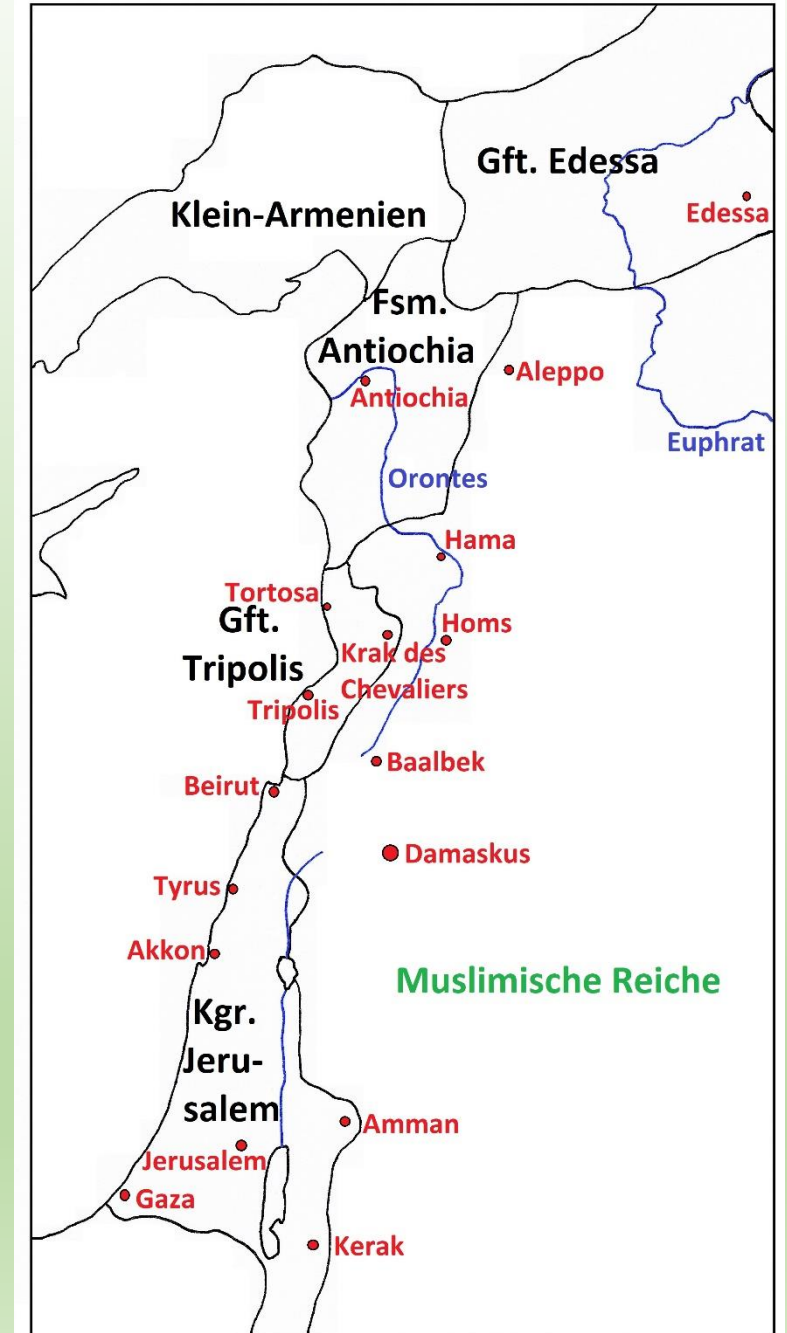 Gft. Edessa
Klein-Armenien
Edessa
Fsm.
Antiochia
Aleppo
Antiochia
Euphrat
Orontes
Hama
Tortosa
Gft.
Tripolis
Homs
Krak des
Chevaliers
Tripolis
Baalbek
Beirut
Damaskus
Tyrus
Akkon
Muslimische Reiche
Kgr.
Jeru-
salem
Amman
Jerusalem
Gaza
Kerak